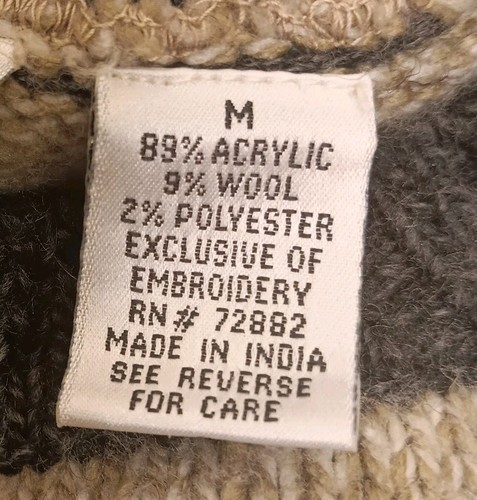 M
89% ACRYLIC
9% WOOL
2% POLYESTER
EXCLUSIVE OF
EMBROIDERY
RN# 72882
MADE IN INDIA
SEE REVERSE
FOR CARE